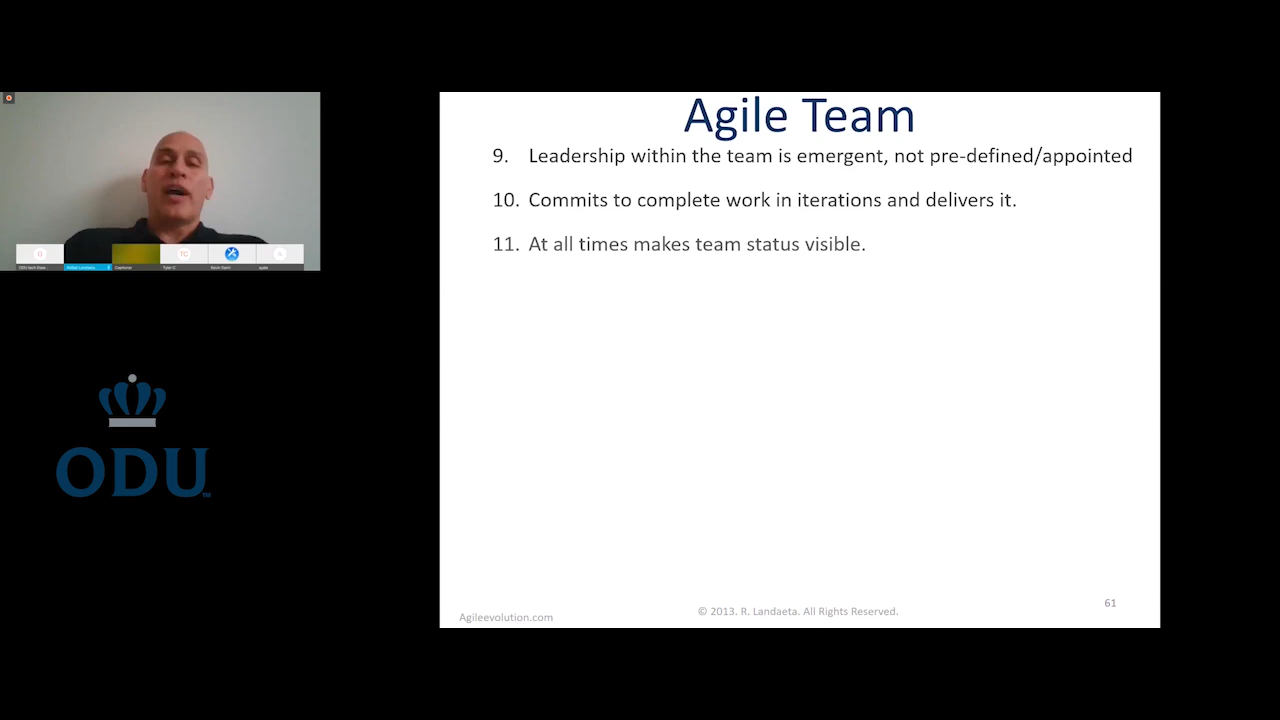 Agile Team
9. Leadership within the team is emergent, not pre-defined/appointed
10. Commits to complete work in iterations and delivers it.
11. At all times makes team status visible.
61
© 2013. R. Landaeta. All Rights Reserved.
Agileevolution.com
TC
Tyler C
ODU